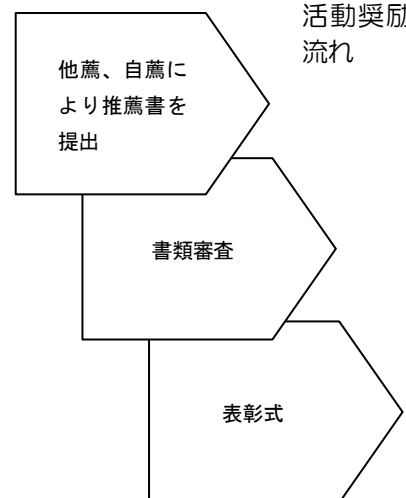 活動奨励
流れ
他薦、自薦に
より推薦書を
提出
書類審査
表彰式